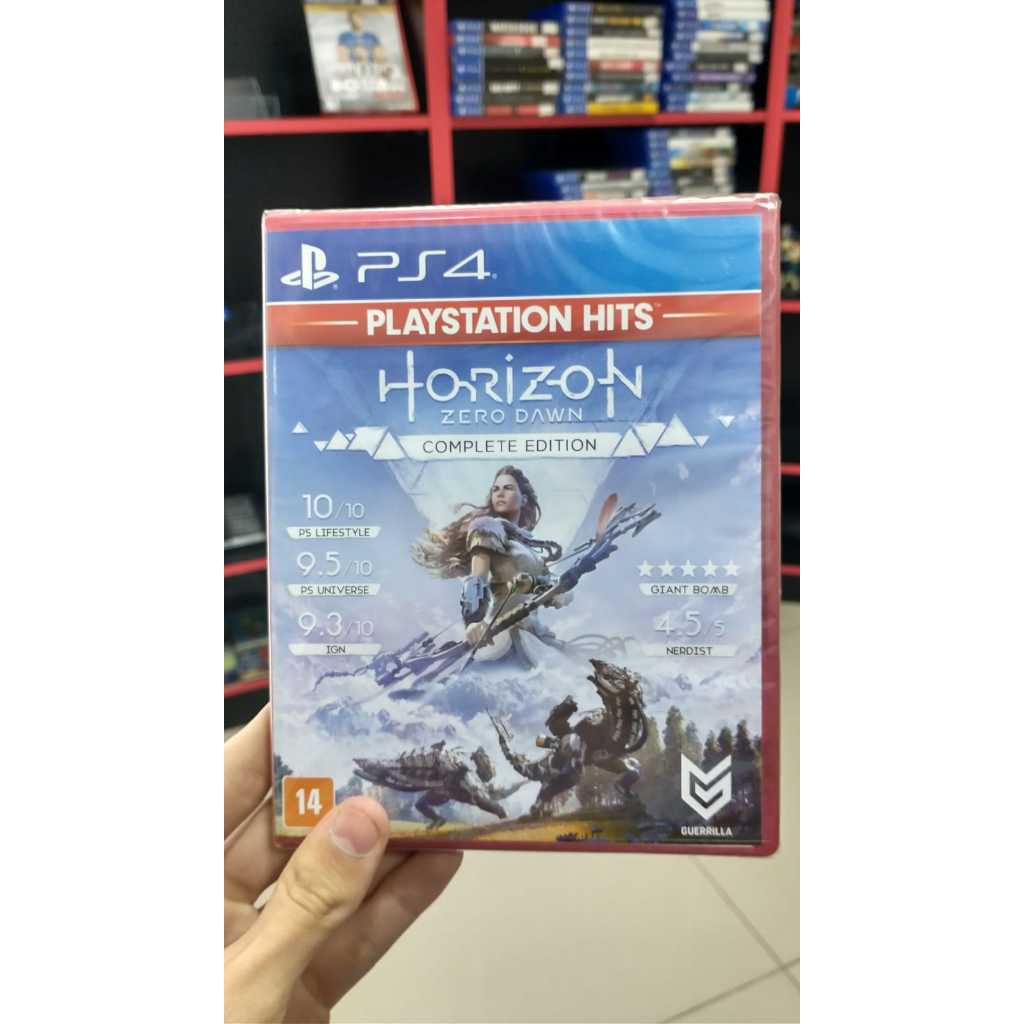 PS4
PLAYSTATION HITS™
HORIZON
ZERO DAWN
COMPLETE EDITION
10/10
PS LIFESTYLE
9.5/10
PS UNIVERSE
9.3/10
IGN
★★★★★
GIANT BOMB
4.5/5
NERDIST
14
GUERRILLA